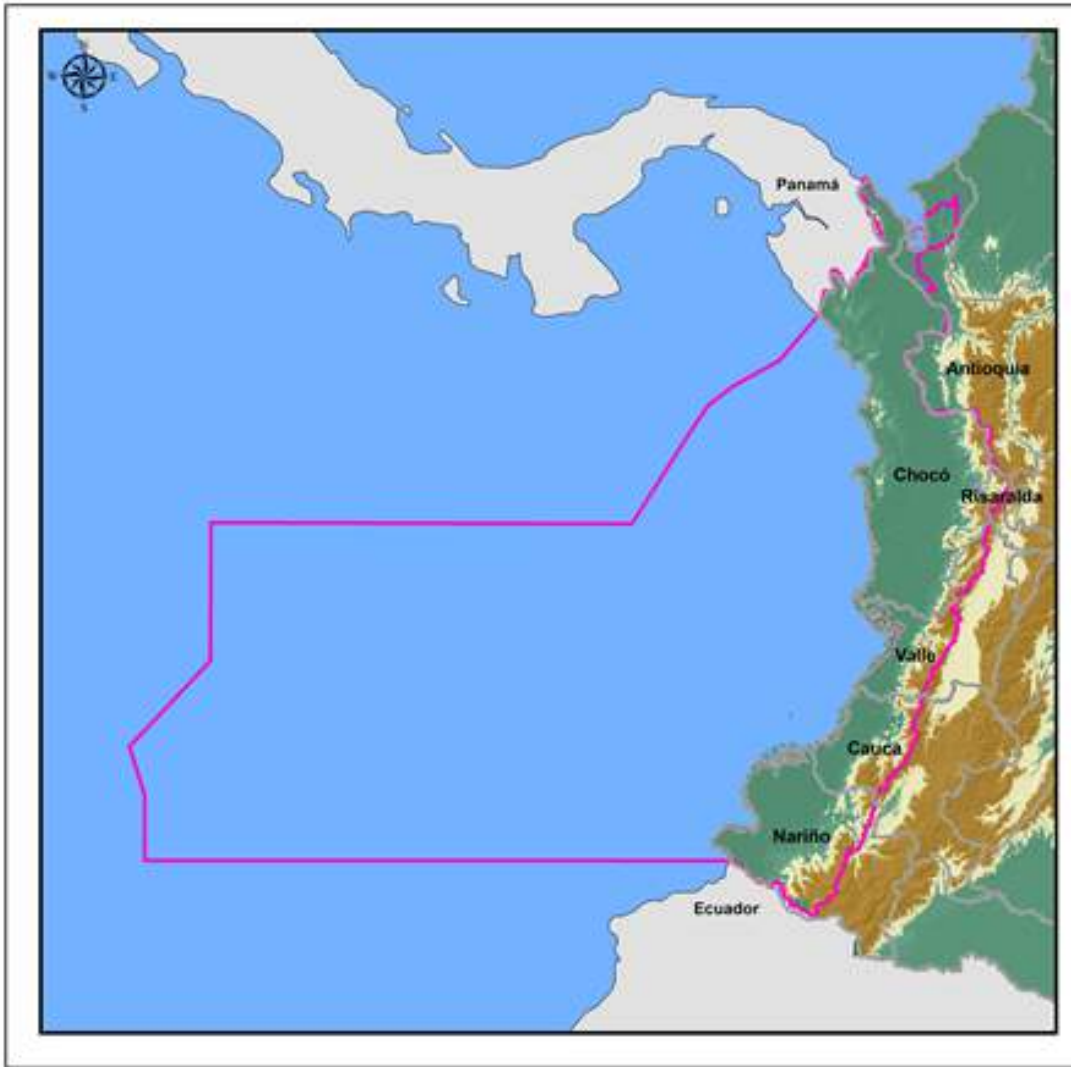 N
W
E
S
Panamá
Antioquia
Chocó
Risaralda
Valle
Cauca
Nariño
Ecuador